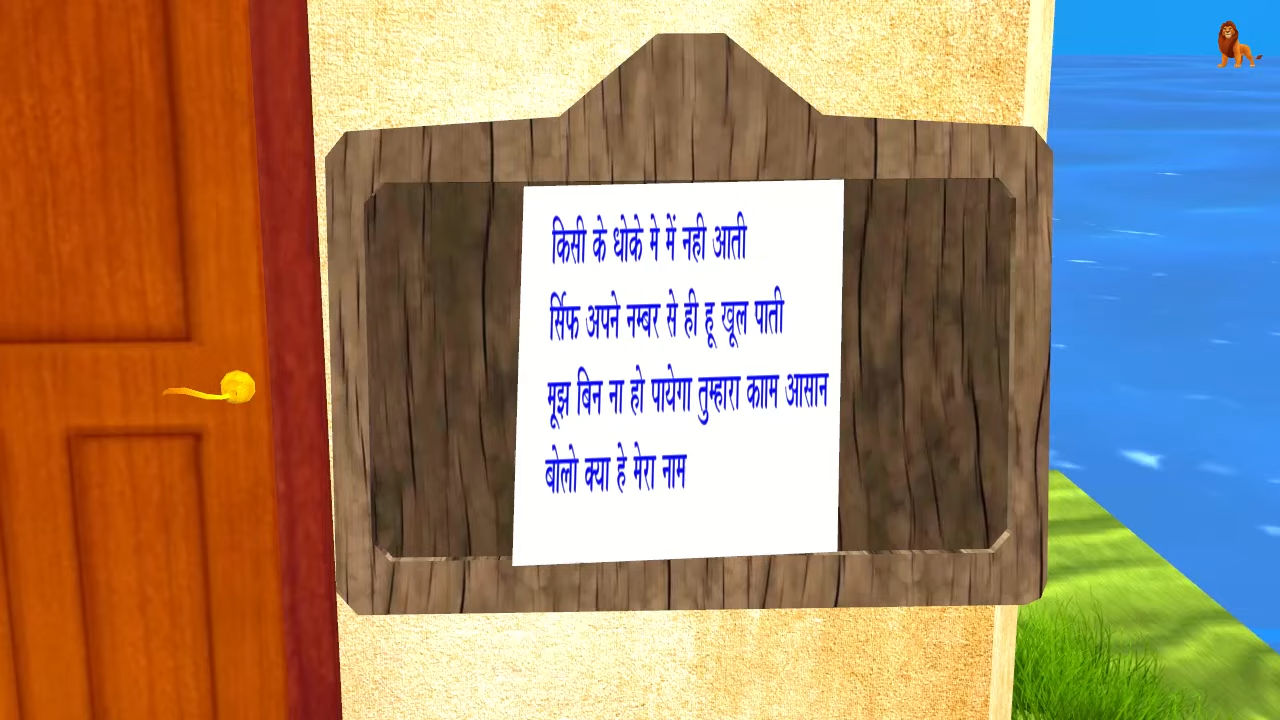 किसी के धोके मे में नही आती
र्सिफ अपने नम्बर से ही हू खूल पाती
मूझ बिन ना हो पायेगा तुम्हारा कााम आसान
बोलो क्या हे मेरा नाम